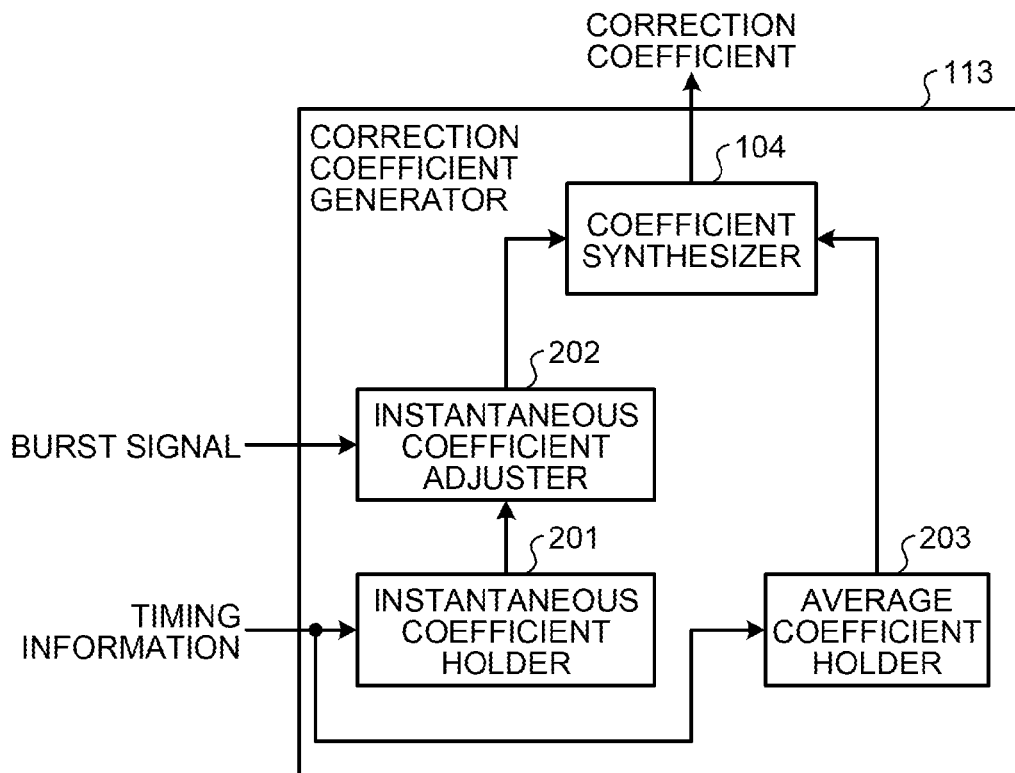 CORRECTION
COEFFICIENT
113
CORRECTION
COEFFICIENT
GENERATOR
104
COEFFICIENT
SYNTHESIZER
202
INSTANTANEOUS
COEFFICIENT
ADJUSTER
BURST SIGNAL
201
INSTANTANEOUS
COEFFICIENT
HOLDER
203
AVERAGE
COEFFICIENT
HOLDER
TIMING
INFORMATION